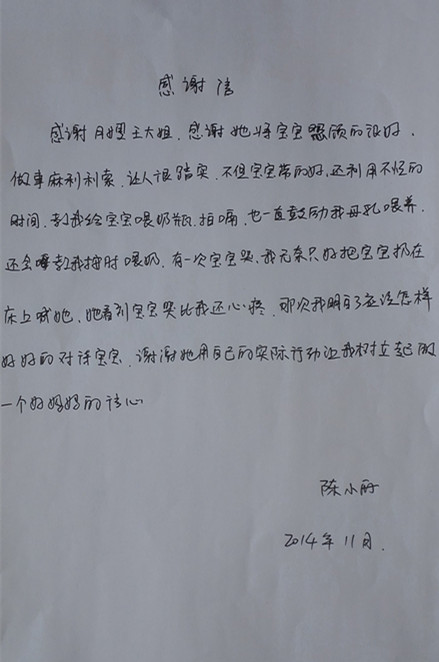 感谢信
感谢月嫂王大姐，感谢她将宝宝照顾的很好，
做事麻利利索，让人很踏实，不但宝宝带的好，还利用不忙的
时间，教我给宝宝喂奶瓶，拍嗝，也一直鼓励我母乳喂养，
还会教我按时喂奶，有一次宝宝哭，我无奈只好把宝宝扔在
床上喊她，她看到宝宝哭比我还心疼，那次我明白了应该怎样
好好的对待宝宝，谢谢她用自己的实际行动让我树立起做
一个好妈妈的信心
陈小
2014年11月.